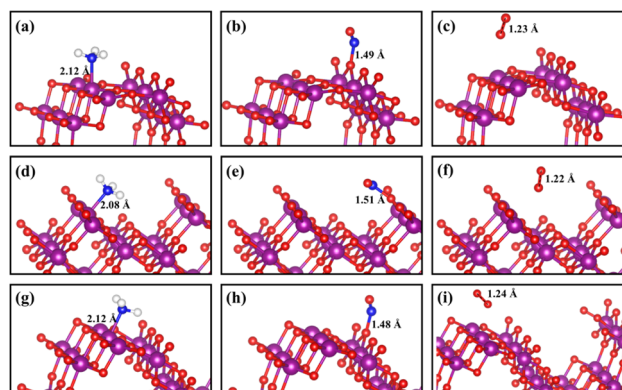 (a)
2.12 Å
(b)
1.49 Å
(c)
1.23 Å
(d)
2.08 Å
(e)
1.51 Å
(f)
1.22 Å
(g)
2.12 Å
(h)
1.48 Å
(i)
1.24 Å